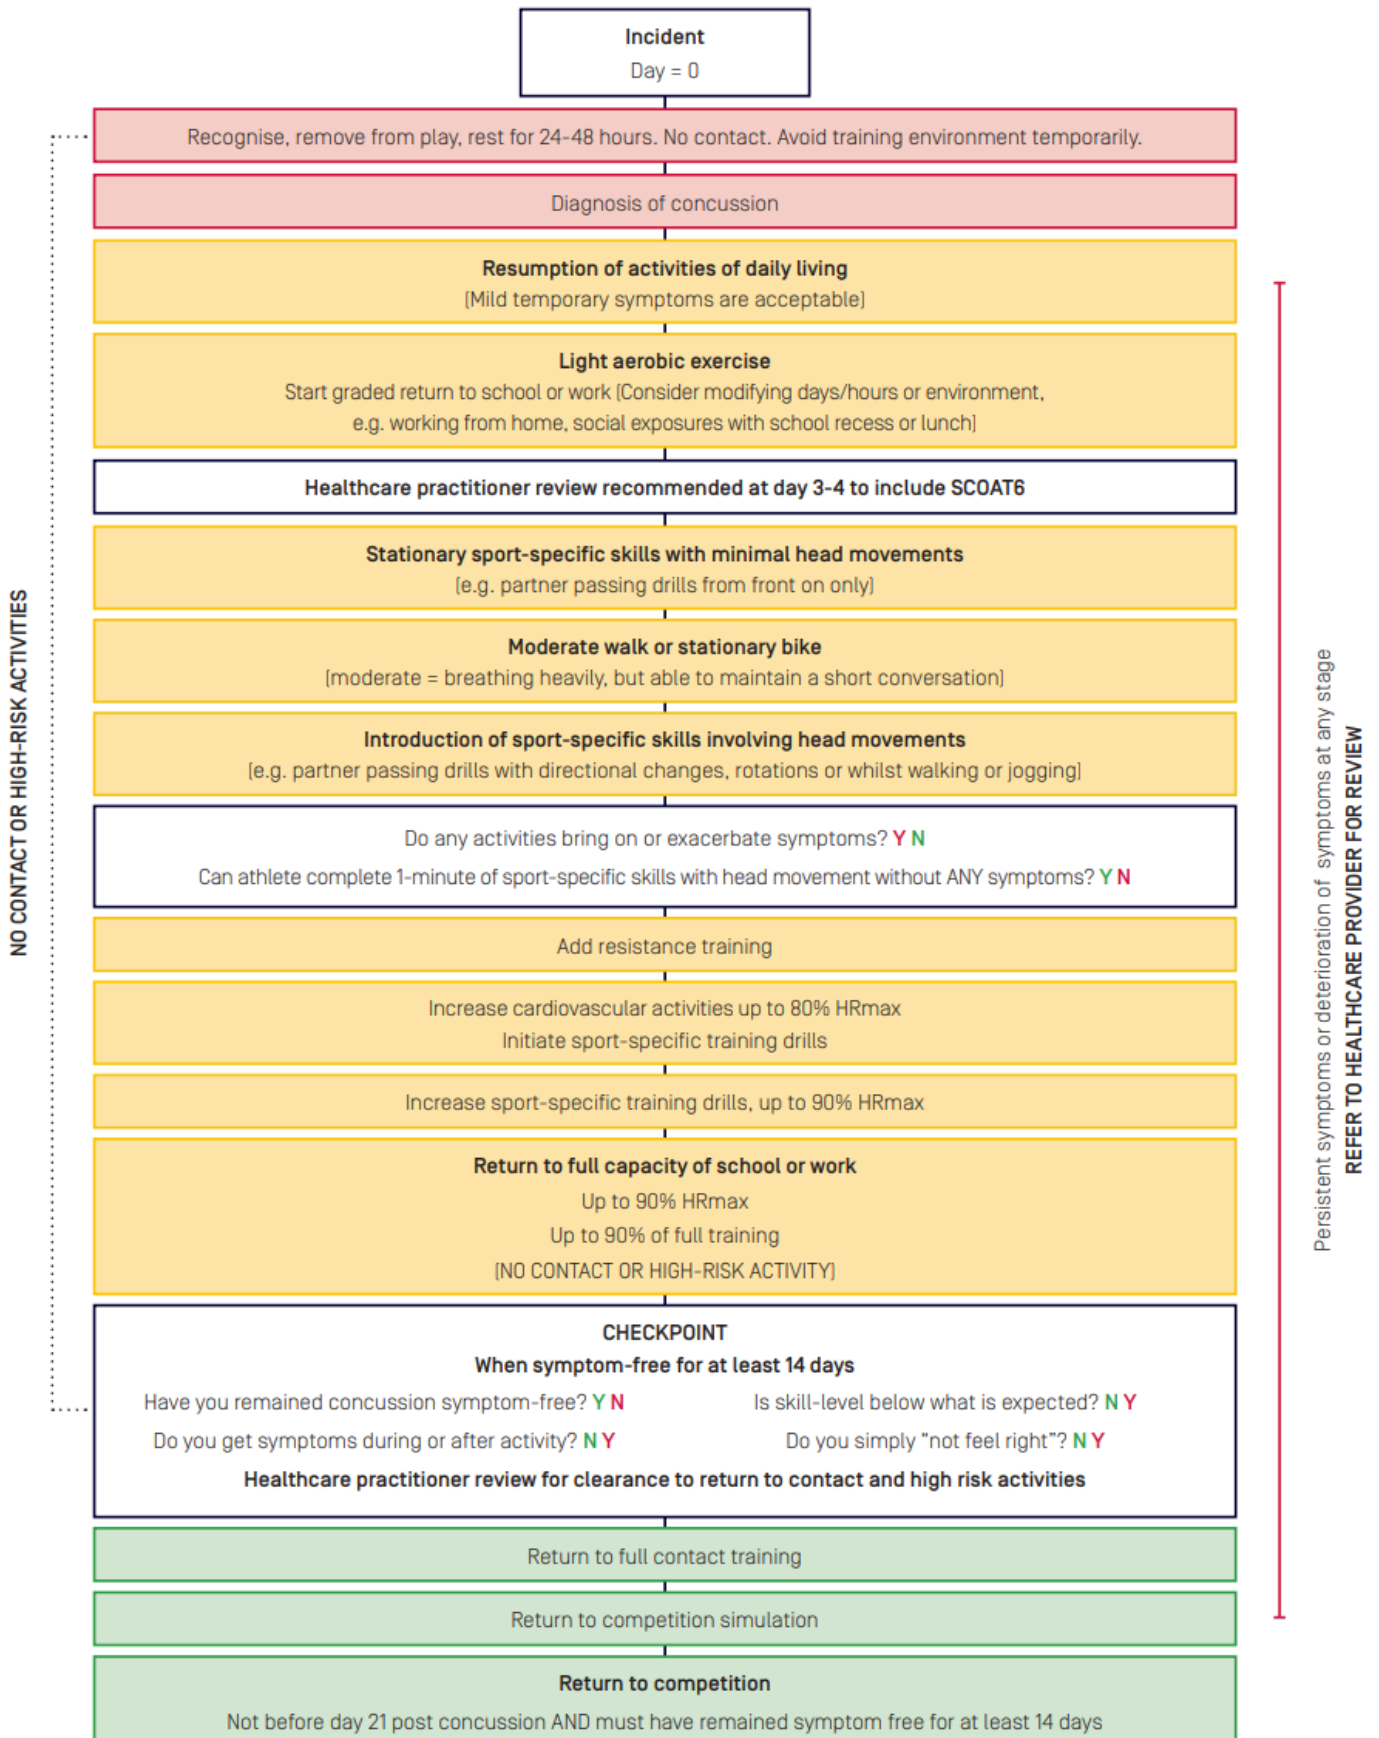 Incident
Day = 0
Recognise, remove from play, rest for 24-48 hours. No contact. Avoid training environment temporarily.
Diagnosis of concussion
Resumption of activities of daily living
(Mild temporary symptoms are acceptable)
Light aerobic exercise
Start graded return to school or work (Consider modifying days/hours or environment,
e.g. working from home, social exposures with school recess or lunch)
Healthcare practitioner review recommended at day 3-4 to include SCOAT6
Stationary sport-specific skills with minimal head movements
(e.g. partner passing drills from front on only)
Moderate walk or stationary bike
(moderate = breathing heavily, but able to maintain a short conversation)
Introduction of sport-specific skills involving head movements
(e.g. partner passing drills with directional changes, rotations or whilst walking or jogging)
Do any activities bring on or exacerbate symptoms? Y N
Can athlete complete 1-minute of sport-specific skills with head movement without ANY symptoms? Y N
Add resistance training
Increase cardiovascular activities up to 80% HRmax
Initiate sport-specific training drills
Increase sport-specific training drills, up to 90% HRmax
Return to full capacity of school or work
Up to 90% HRmax
Up to 90% of full training
(NO CONTACT OR HIGH-RISK ACTIVITY)
CHECKPOINT
When symptom-free for at least 14 days
Have you remained concussion symptom-free? Y N
Is skill-level below what is expected? N Y
Do you get symptoms during or after activity? N Y
Do you simply "not feel right"? N Y
Healthcare practitioner review for clearance to return to contact and high risk activities
Return to full contact training
Return to competition simulation
Return to competition
Not before day 21 post concussion AND must have remained symptom free for at least 14 days
NO CONTACT OR HIGH-RISK ACTIVITIES
Persistent symptoms or deterioration of symptoms at any stage
REFER TO HEALTHCARE PROVIDER FOR REVIEW